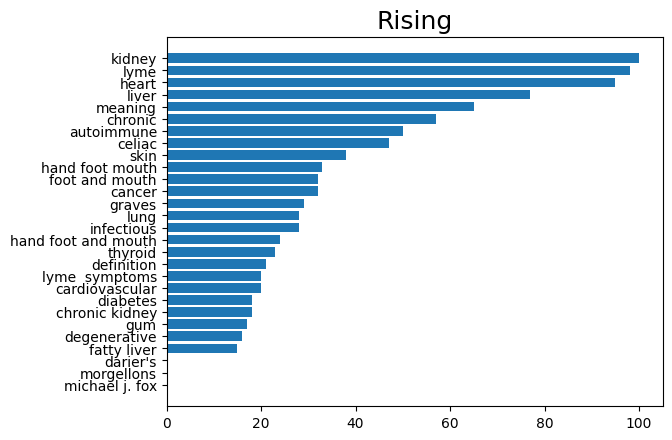 Rising
kidney
lyme
heart
liver
meaning
chronic
autoimmune
celiac
skin
hand foot mouth
foot and mouth
cancer
graves
lung
infectious
hand foot and mouth
thyroid
definition
lyme  symptoms
cardiovascular
diabetes
chronic kidney
gum
degenerative
fatty liver
darier's
morgellons
michael j. fox
0 20 40 60 80 100